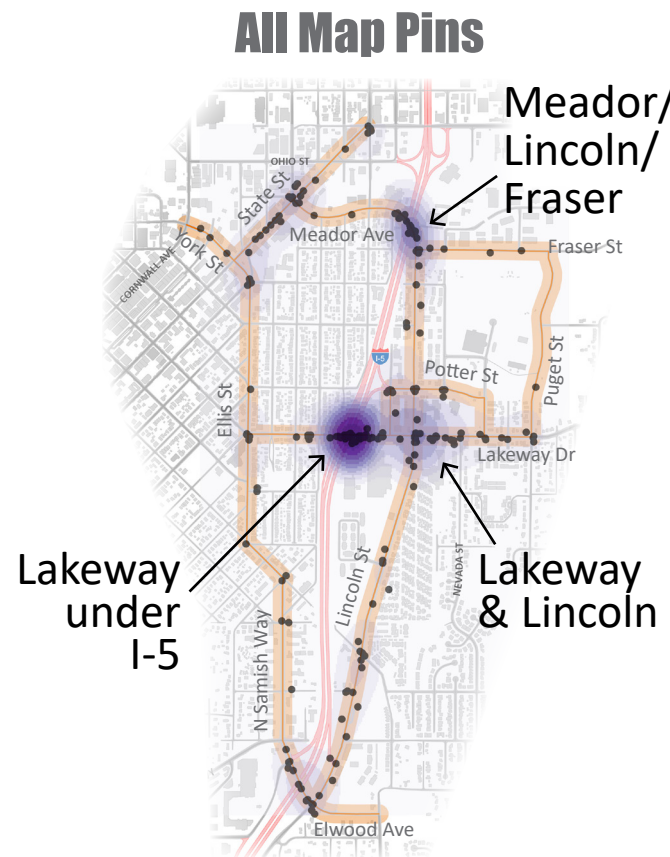 All Map Pins
Meador/
Lincoln/
Fraser
OHIO ST
State St
Meador Ave
York St
Fraser St
CORNWALL AVE
I-5
Potter St
Puget St
Ellis St
Lakeway Dr
Lakeway
under
I-5
Lincoln St
NEVADA ST
Lakeway
& Lincoln
N Samish Way
Elwood Ave